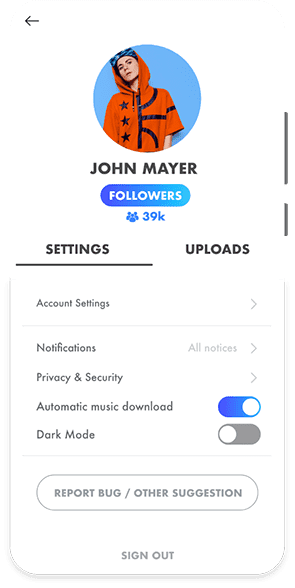 JOHN MAYER
FOLLOWERS
39k
SETTINGS UPLOADS
Account Settings
Notifications All notices
Privacy & Security
Automatic music download
Dark Mode
REPORT BUG / OTHER SUGGESTION
SIGN OUT